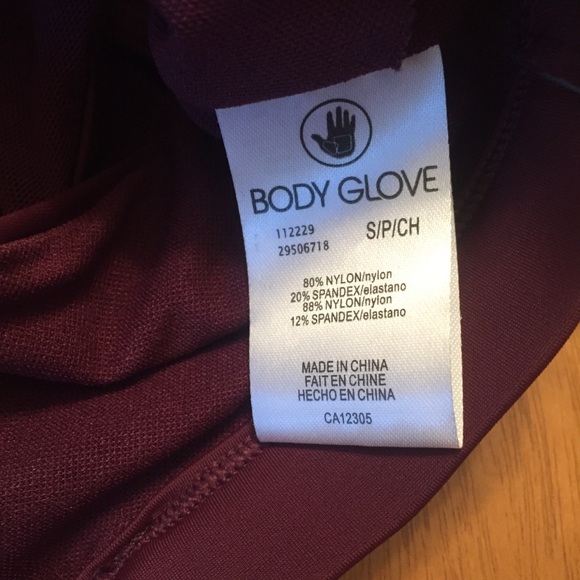 BODY GLOVE
112229
29506718
S/P/CH
80% NYLON/nylon
20% SPANDEX/elastano
88% NYLON/nylon
12% SPANDEX/elastano
MADE IN CHINA
FAIT EN CHINE
HECHO EN CHINA
CA12305